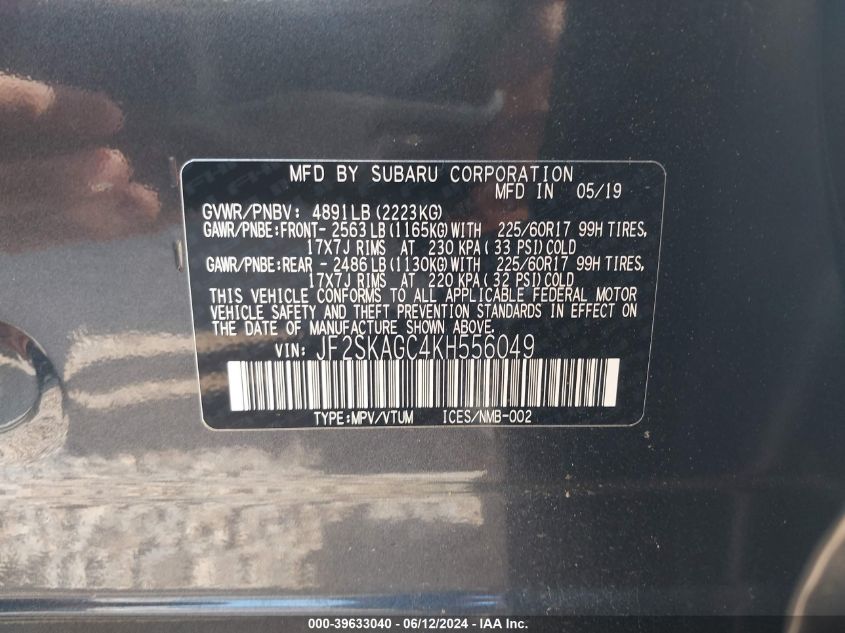 MFD BY SUBARU CORPORATION
MFD IN 05/19
GVWR/PNBV: 4891LB (2223KG)
GAWR/PNBE:FRONT- 2563LB (1165KG)WITH 225/60R17 99H TIRES,
17X7J RIMS AT 230 KPA( 33 PSI)COLD
GAWR/PNBE:REAR - 2486LB (1130KG)WITH 225/60R17 99H TIRES,
17X7J RIMS AT 220 KPA( 32 PSI)COLD
THIS VEHICLE CONFORMS TO ALL APPLICABLE FEDERAL MOTOR
VEHICLE SAFETY AND THEFT PREVENTION STANDARDS IN EFFECT ON
THE DATE OF MANUFACTURE SHOWN ABOVE.
VIN: JF2SKAGC4KH556049
TYPE:MPV/VTUM ICES/NMB-002
000-39633040 - 06/12/2024 - IAA Inc.